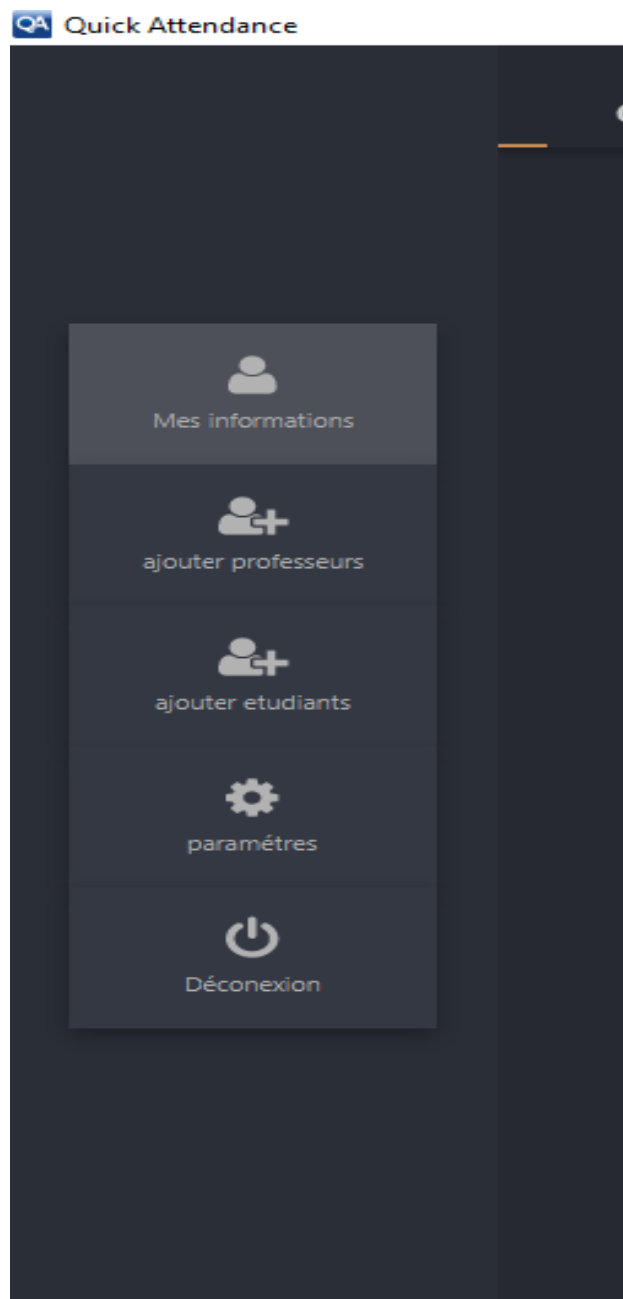 QA Quick Attendance
Mes informations
ajouter professeurs
ajouter etudiants
paramétres
Déconexion